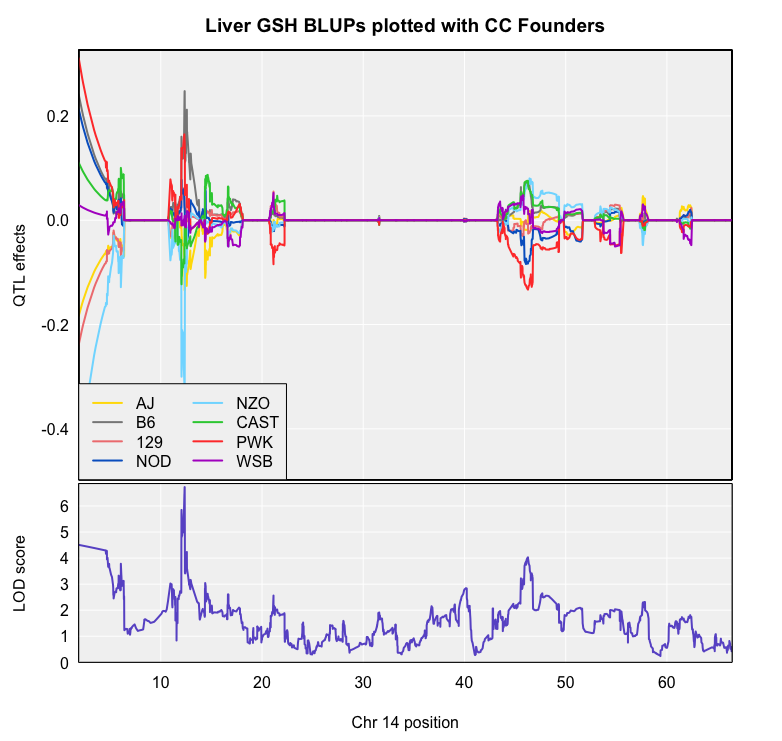 Liver GSH BLUPs plotted with CC Founders
QTL effects
0.2
0.0
-0.2
-0.4
AJ NZO
B6 CAST
129 PWK
NOD WSB
LOD score
6
5
4
3
2
1
0
10 20 30 40 50 60
Chr 14 position